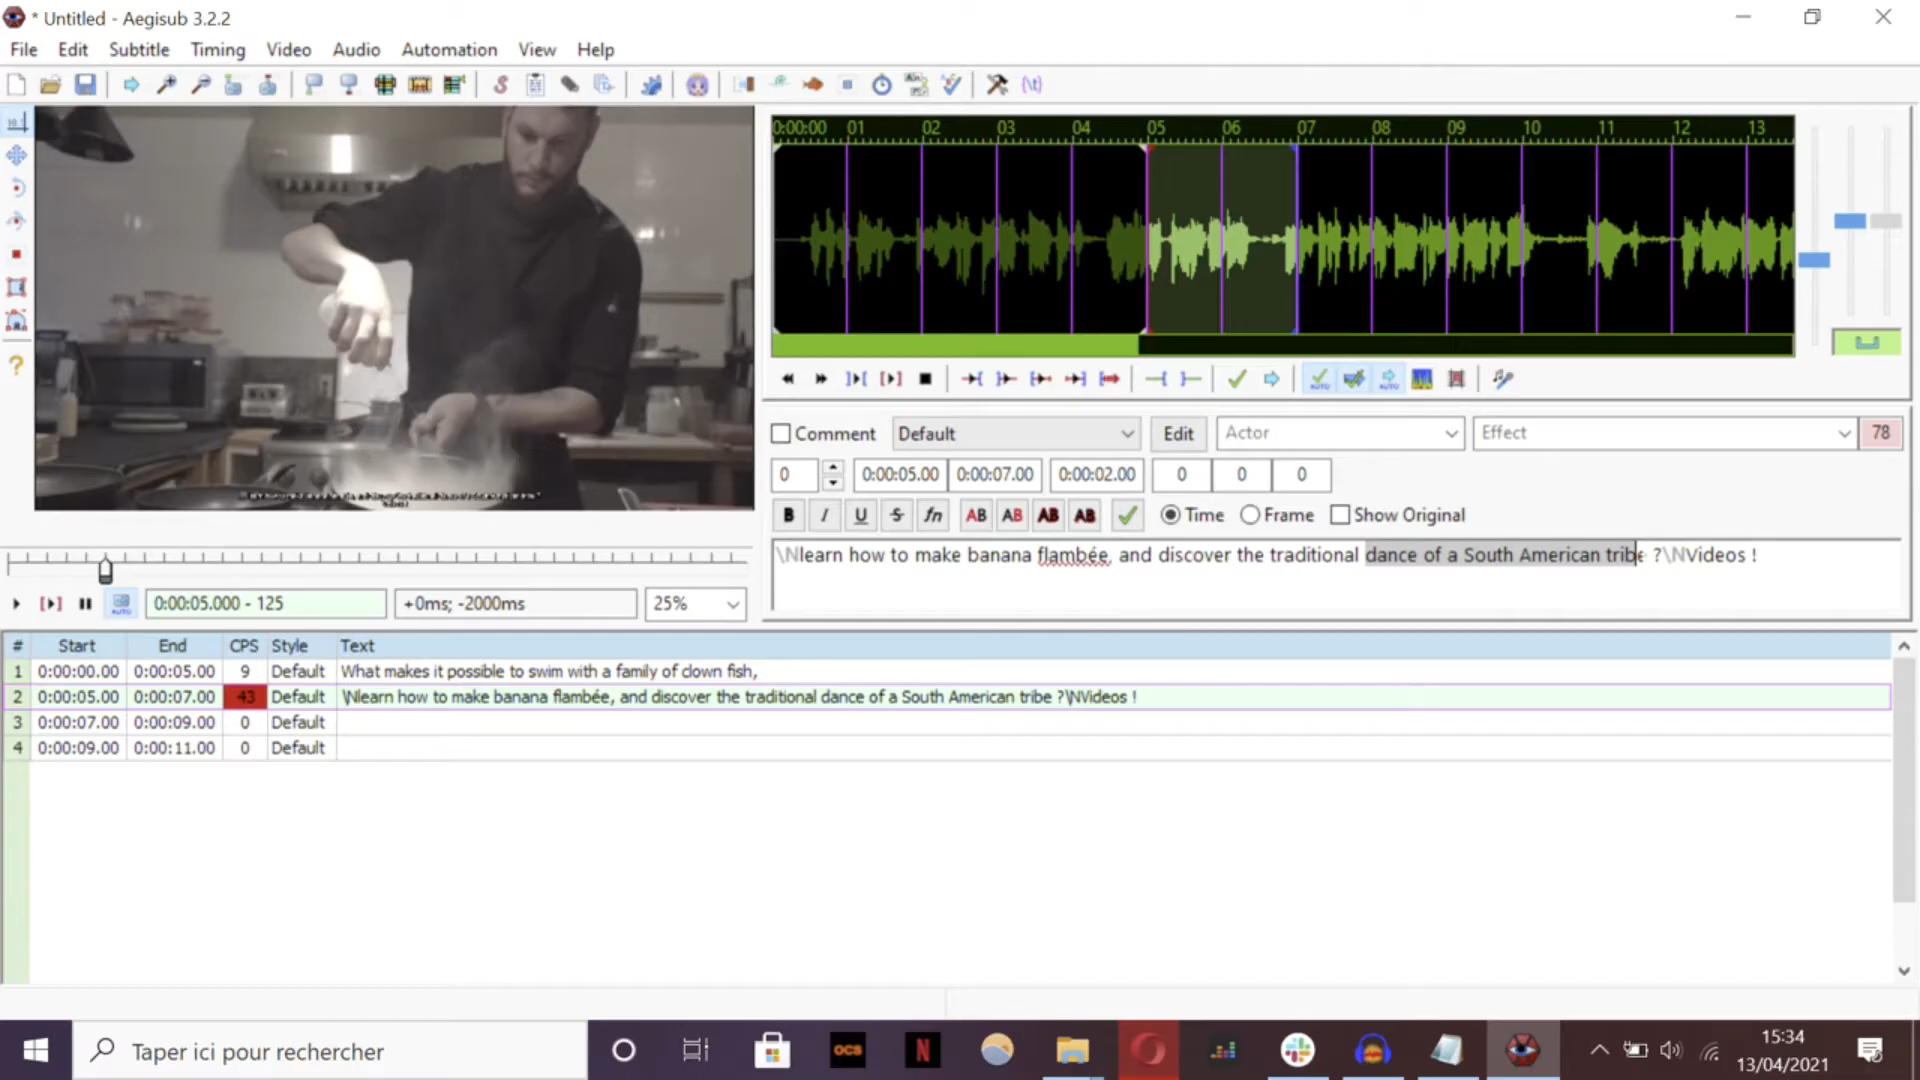 * Untitled - Aegisub 3.2.2
File Edit Subtitle Timing Video Audio Automation View Help
0:00:00 01 02 03 04 05 06 07 08 09 10 11 12 13
Comment Default Edit Actor Effect 78
0 0:00:05.00 0:00:07.00 0:00:02.00 0 0 0
B I U S fn AB AB AB AB Time Frame Show Original
\Nlearn how to make banana flambée, and discover the traditional dance of a South American tribe ?\NVideos !
AUTO 0:00:05.000 - 125 +0ms; -2000ms 25%
# Start End CPS Style Text
1 0:00:00.00 0:00:05.00 9 Default What makes it possible to swim with a family of clown fish,
2 0:00:05.00 0:00:07.00 43 Default \Nlearn how to make banana flambée, and discover the traditional dance of a South American tribe ?\NVideos !
3 0:00:07.00 0:00:09.00 0 Default
4 0:00:09.00 0:00:11.00 0 Default
Taper ici pour rechercher OCS N 15:34
13/04/2021